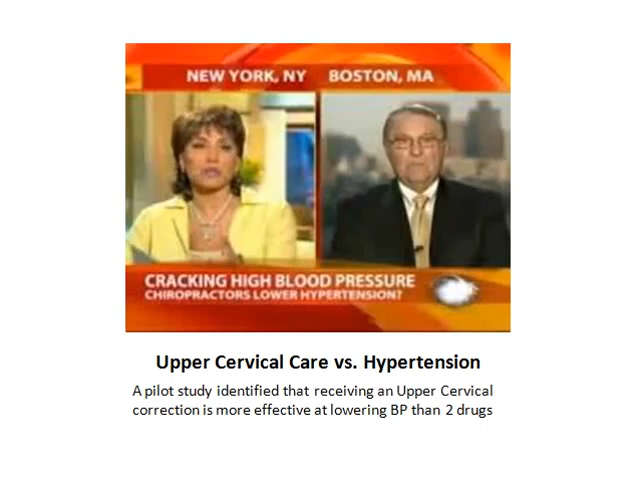 NEW YORK, NY BOSTON, MA
CRACKING HIGH BLOOD PRESSURE
CHIROPRACTORS LOWER HYPERTENSION?
Upper Cervical Care vs. Hypertension
A pilot study identified that receiving an Upper Cervical
correction is more effective at lowering BP than 2 drugs